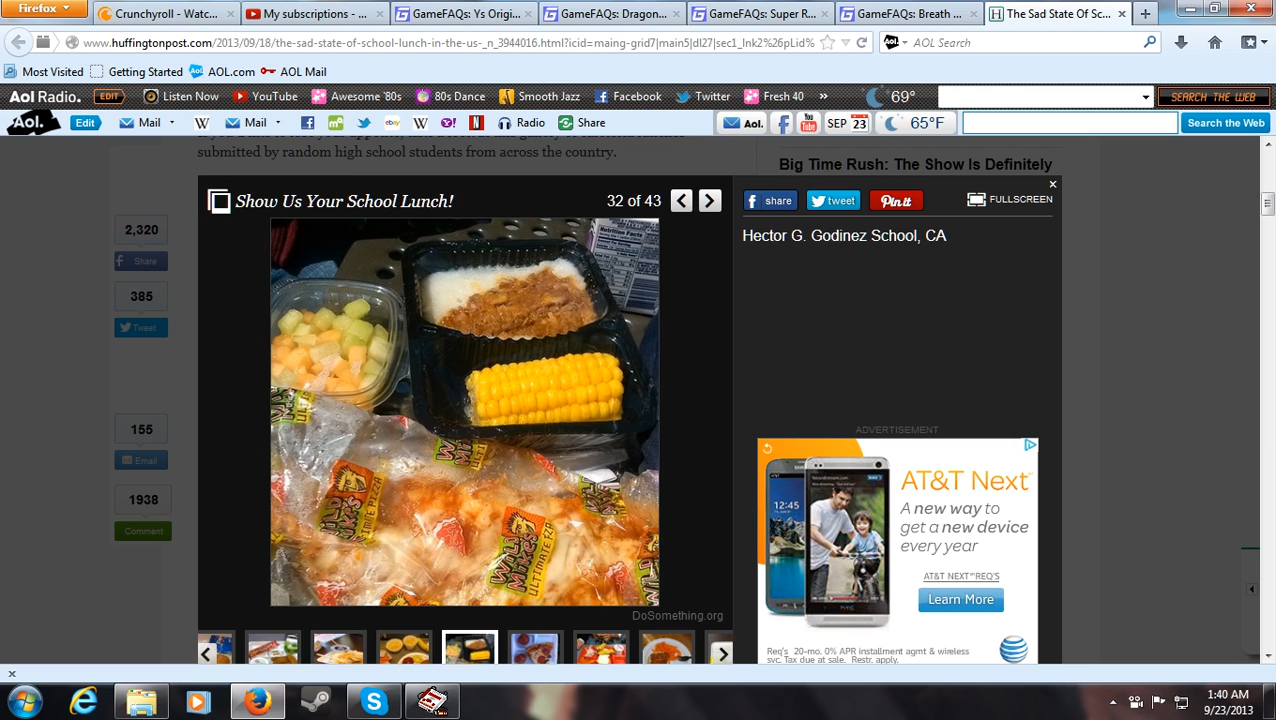 Firefox
Crunchyroll - Watc...
My subscriptions - ...
GameFAQs: Ys Origi...
GameFAQs: Dragon...
GameFAQs: Super R...
GameFAQs: Breath ...
The Sad State Of Sc...
www.huffingtonpost.com/2013/09/18/the-sad-state-of-school-lunch-in-the-us-_n_3944016.html?icid=maing-grid7|main5|dl27|sec1_lnk2%26pLid%
AOL Search
Most Visited Getting Started AOL.com AOL Mail
Aol Radio. EDIT Listen Now YouTube Awesome '80s 80s Dance Smooth Jazz Facebook Twitter Fresh 40 69° SEARCH THE WEB
Aol. Edit Mail Mail Radio Share Aol. SEP 23 65°F Search the Web
submitted by random high school students from across the country.
Big Time Rush: The Show Is Definitely
Show Us Your School Lunch! 32 of 43
share tweet Pin it FULLSCREEN
Hector G. Godinez School, CA
2,320
Share
385
Tweet
155
Email
1938
Comment
Nutrition Facts
WILD MIKE'S
ULTIMATE
DoSomething.org
ADVERTISEMENT
AT&T Next
A new way to
get a new device
every year
AT&T NEXT℠ REQ'S
Learn More
Req's 20-mo. 0% APR installment agmt & wireless
svc. Tax due at sale. Restr. apply.
at&t
1:40 AM
9/23/2013